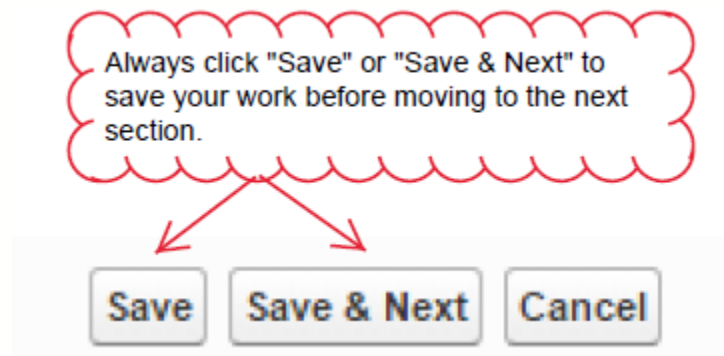 Always click "Save" or "Save & Next" to
save your work before moving to the next
section.
Save Save & Next Cancel